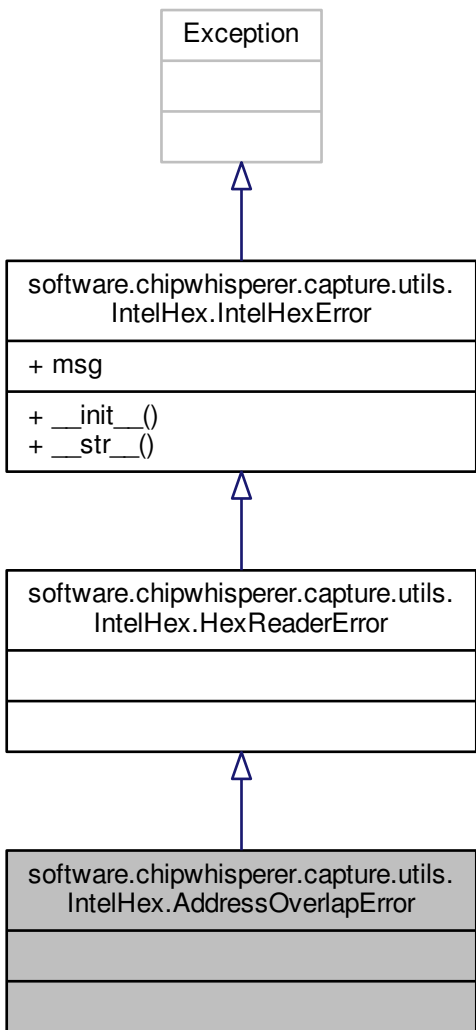 Exception
software.chipwhisperer.capture.utils.
IntelHex.IntelHexError
+ msg
+ __init__()
+ __str__()
software.chipwhisperer.capture.utils.
IntelHex.HexReaderError
software.chipwhisperer.capture.utils.
IntelHex.AddressOverlapError